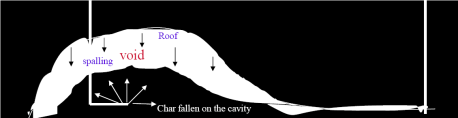 Roof
void
spalling
Char fallen on the cavity